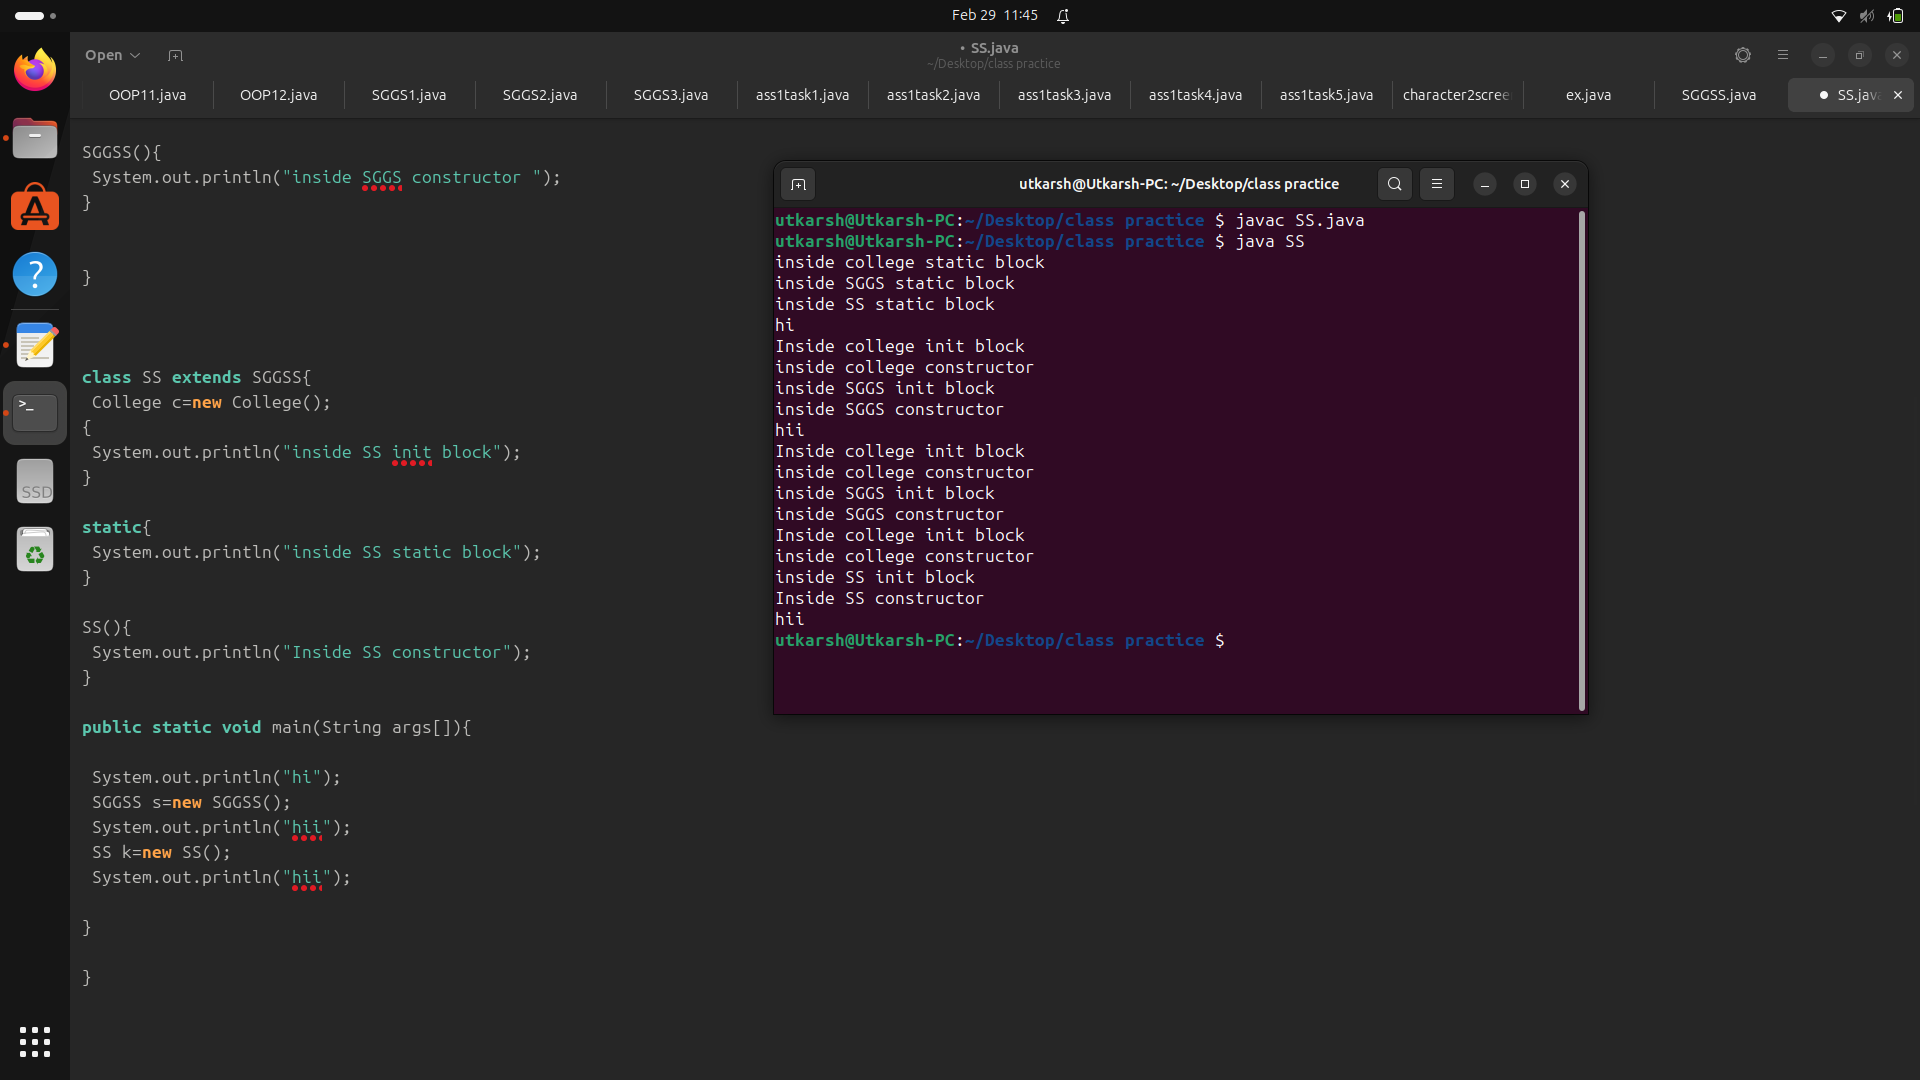 Feb 29 11:45
Open
• SS.java
~/Desktop/class practice
OOP11.java
OOP12.java
SGGS1.java
SGGS2.java
SGGS3.java
ass1task1.java
ass1task2.java
ass1task3.java
ass1task4.java
ass1task5.java
character2scree
ex.java
SGGSS.java
SS.java
SGGSS(){
System.out.println("inside SGGS constructor ");
}
}
class SS extends SGGSS{
College c=new College();
{
System.out.println("inside SS init block");
}
static{
System.out.println("inside SS static block");
}
SS(){
System.out.println("Inside SS constructor");
}
public static void main(String args[]){
System.out.println("hi");
SGGSS s=new SGGSS();
System.out.println("hii");
SS k=new SS();
System.out.println("hii");
}
}
utkarsh@Utkarsh-PC: ~/Desktop/class practice
utkarsh@Utkarsh-PC:~/Desktop/class practice $ javac SS.java
utkarsh@Utkarsh-PC:~/Desktop/class practice $ java SS
inside college static block
inside SGGS static block
inside SS static block
hi
Inside college init block
inside college constructor
inside SGGS init block
inside SGGS constructor
hii
Inside college init block
inside college constructor
inside SGGS init block
inside SGGS constructor
Inside college init block
inside college constructor
inside SS init block
Inside SS constructor
hii
utkarsh@Utkarsh-PC:~/Desktop/class practice $
>_
SSD